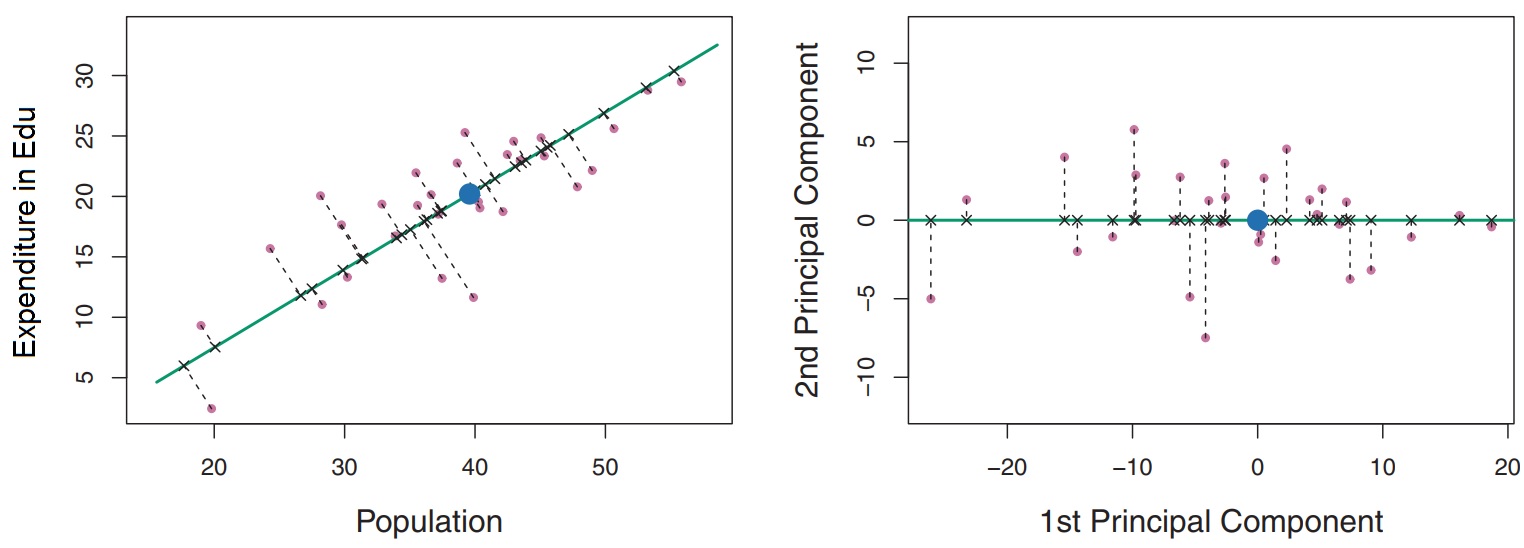 Expenditure in Edu
30
25
20
15
10
5
20 30 40 50
Population
2nd Principal Component
10
5
0
−5
−10
−20 −10 0 10 20
1st Principal Component